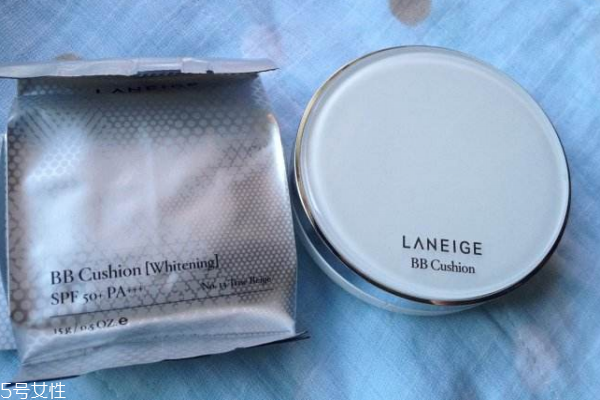 LANEIGE
BB Cushion [Whitening]
SPF 50+ PA+++
No. 13 True Beige
15g / 0.5 OZ. e
LANEIGE
BB Cushion
5号女性